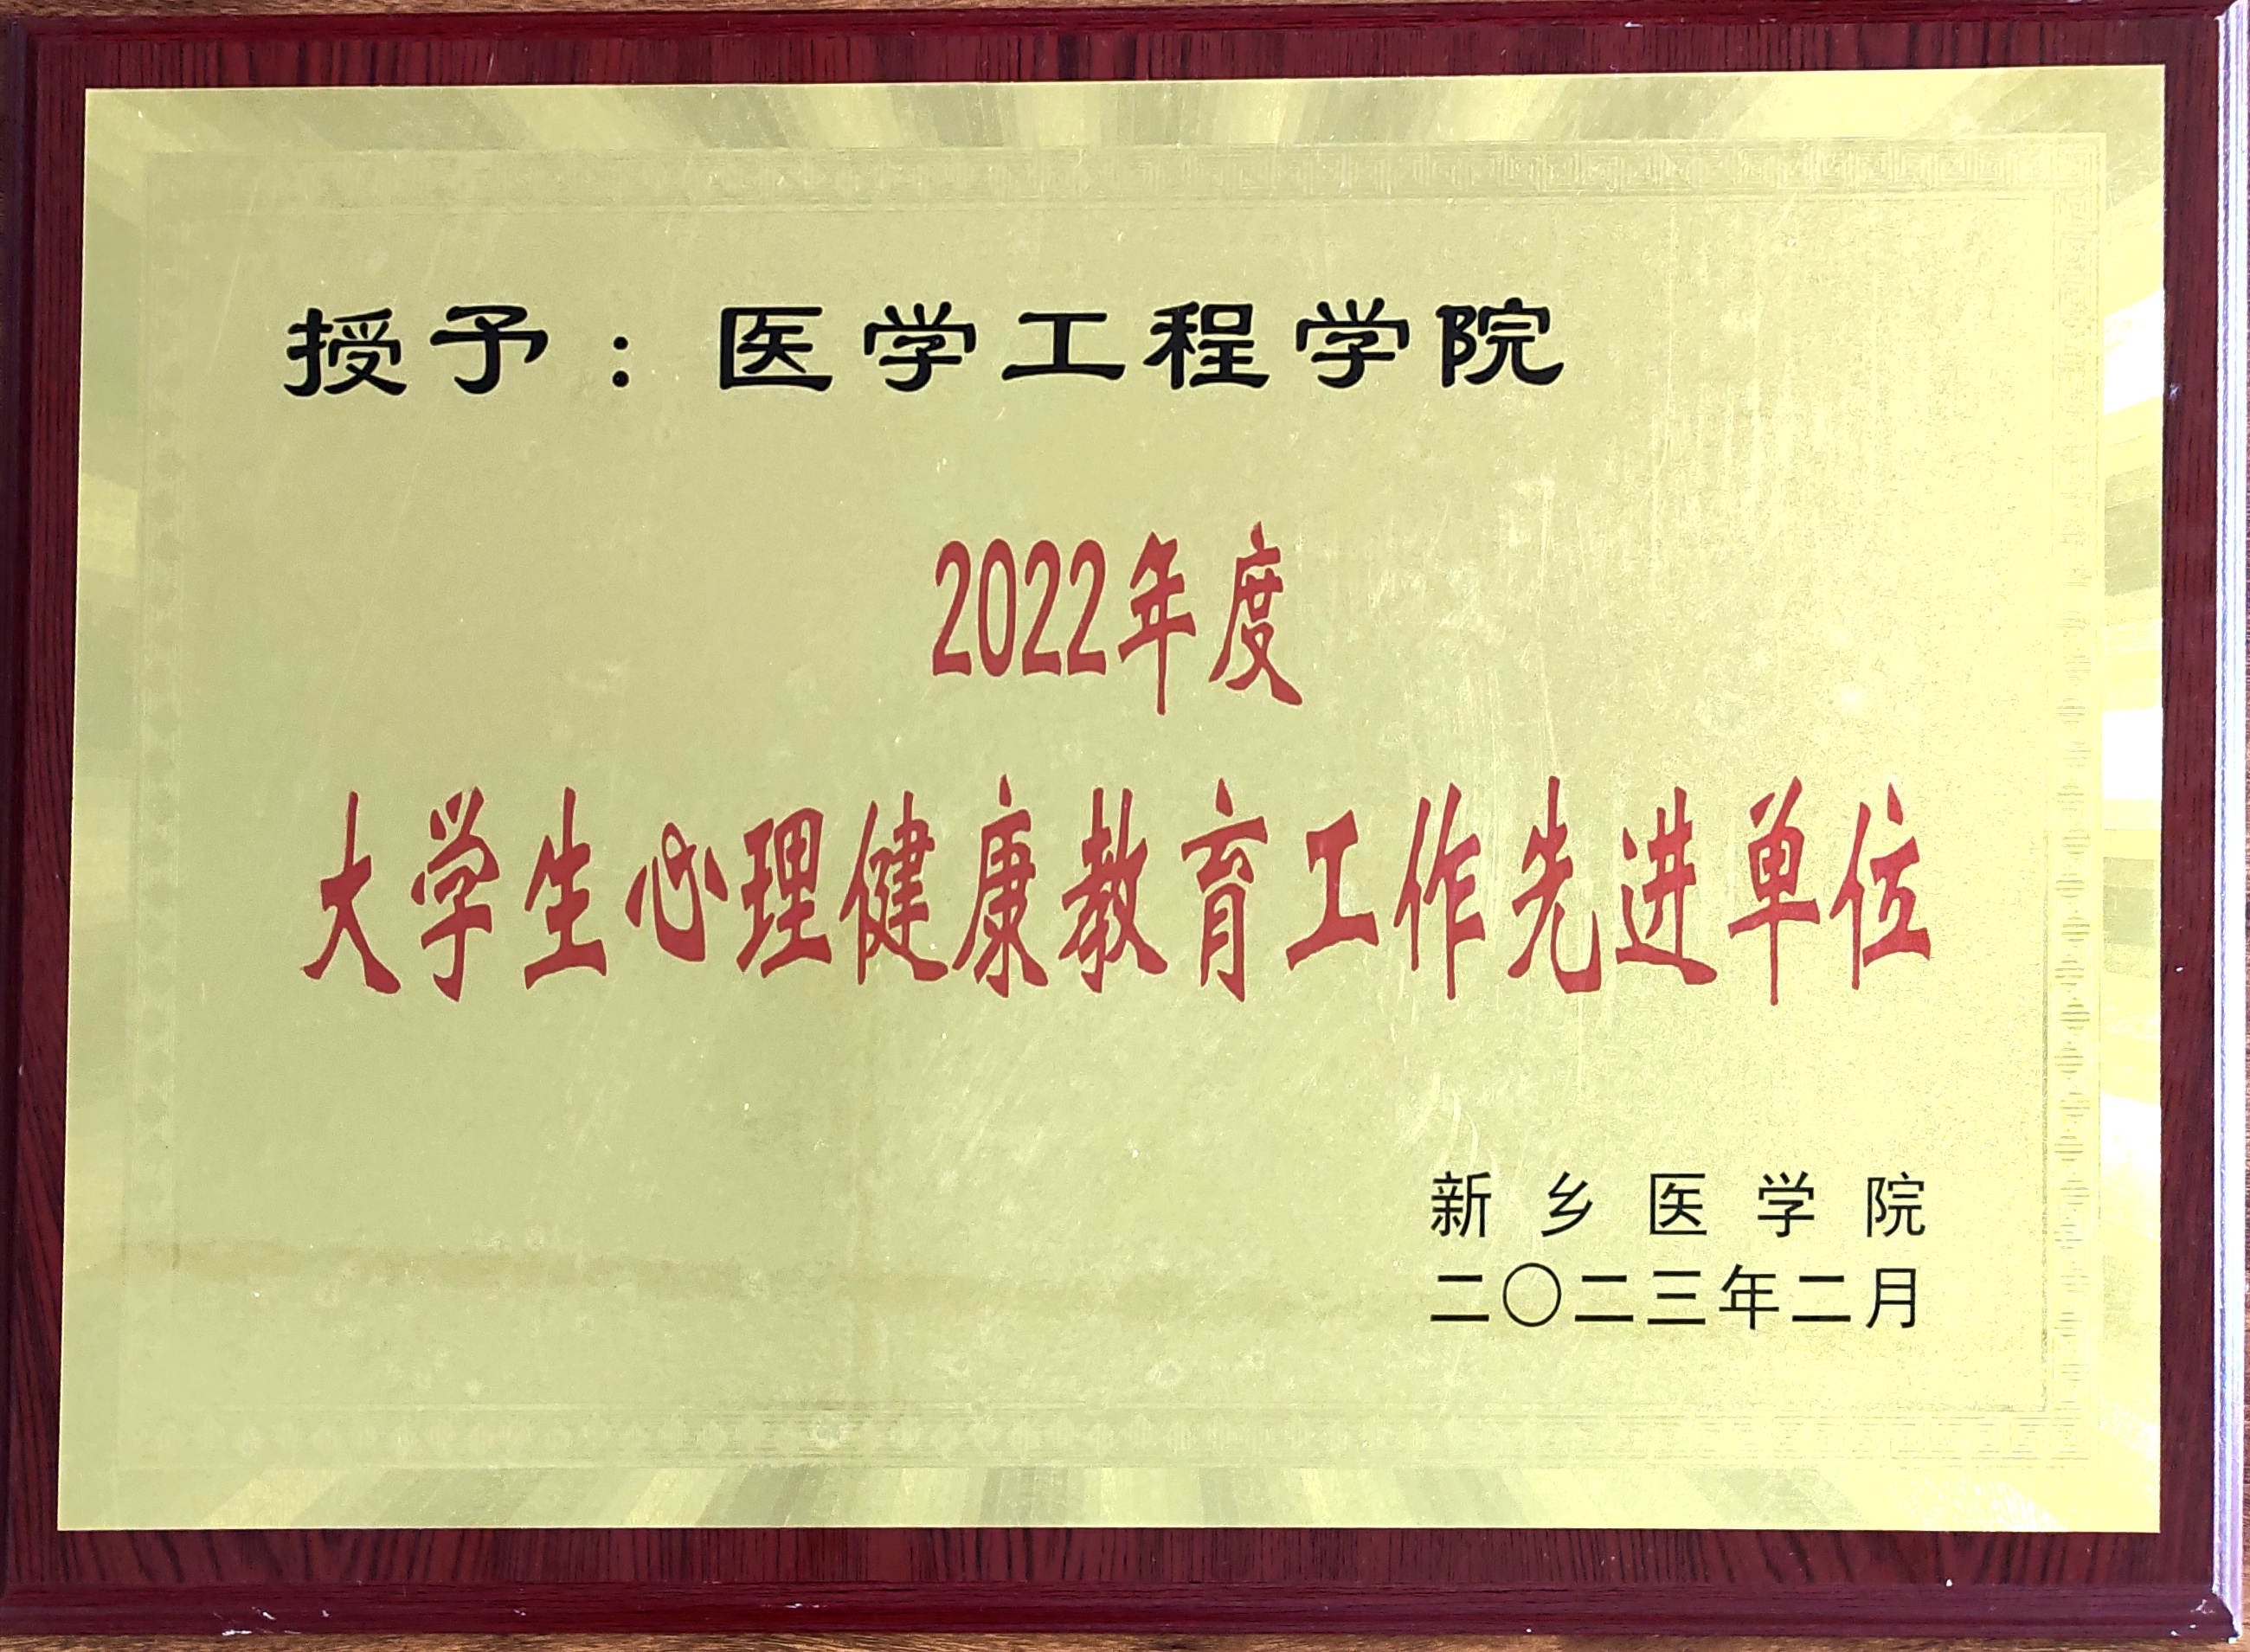 授予：医学工程学院
2022年度
大学生心理健康教育工作先进单位
新乡医学院
二〇二三年二月